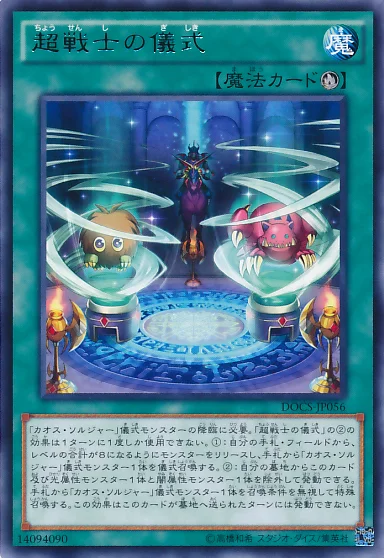 超戦士の儀式
ちょうせんしのぎしき
魔
【魔法カード】
DOCS-JP056
「カオス・ソルジャー」儀式モンスターの降臨に必要。「超戦士の儀式」の②の
効果は1ターンに1度しか使用できない。①：自分の手札・フィールドから、
レベルの合計が8になるようにモンスターをリリースし、手札から「カオス・ソル
ジャー」儀式モンスター1体を儀式召喚する。②：自分の墓地からこのカード
及び光属性モンスター1体と闇属性モンスター1体を除外して発動できる。
手札から「カオス・ソルジャー」儀式モンスター1体を召喚条件を無視して特殊
召喚する。この効果はこのカードが墓地へ送られたターンには発動できない。
14094090
©高橋和希 スタジオ・ダイス/集英社